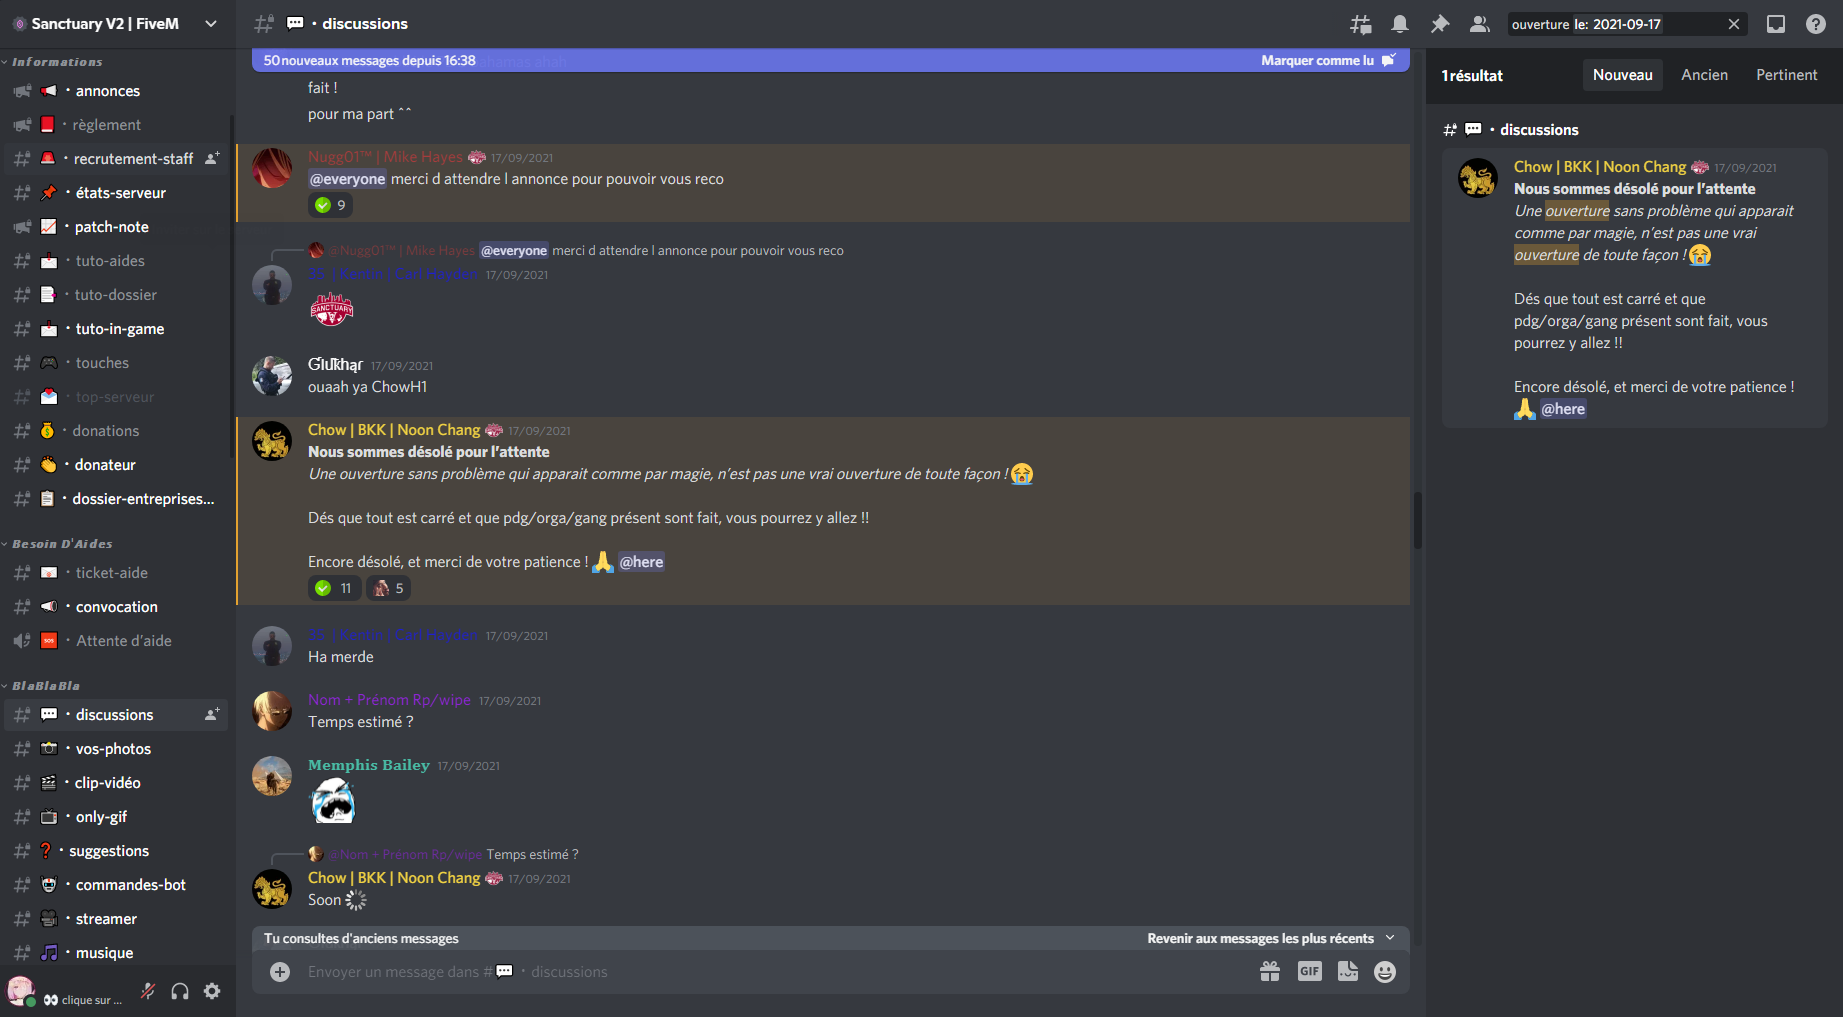 Sanctuary V2 | FiveM
Informations
• annonces
• règlement
• recrutement-staff
• états-serveur
• patch-note
• tuto-aides
• tuto-dossier
• tuto-in-game
• touches
• top-serveur
• donations
• donateur
• dossier-entreprises...
Besoin D'Aides
• ticket-aide
• convocation
• Attente d'aide
BlaBlaBla
• discussions
• vos-photos
• clip-vidéo
• only-gif
• suggestions
• commandes-bot
• streamer
• musique
👀 clique sur ...
# 💬 • discussions
50 nouveaux messages depuis 16:38
Marquer comme lu
fait !
pour ma part ^^
Nugg01™ | Mike Hayes 17/09/2021
@everyone merci d attendre l annonce pour pouvoir vous reco
9
@Nugg01™ | Mike Hayes @everyone merci d attendre l annonce pour pouvoir vous reco
35 | Kentin | Carl Hayden 17/09/2021
SANCTUARY
17/09/2021
ouaah ya ChowH1
Chow | BKK | Noon Chang 17/09/2021
Nous sommes désolé pour l'attente
Une ouverture sans problème qui apparait comme par magie, n'est pas une vrai ouverture de toute façon ! 😭
Dés que tout est carré et que pdg/orga/gang présent sont fait, vous pourrez y allez !!
Encore désolé, et merci de votre patience ! 🙏 @here
11 5
35 | Kentin | Carl Hayden 17/09/2021
Ha merde
Nom + Prénom Rp/wipe 17/09/2021
Temps estimé ?
Memphis Bailey 17/09/2021
@Nom + Prénom Rp/wipe Temps estimé ?
Chow | BKK | Noon Chang 17/09/2021
Soon
Tu consultes d'anciens messages
Revenir aux messages les plus récents
Envoyer un message dans # 💬 • discussions
GIF
ouverture le: 2021-09-17
1 résultat
Nouveau
Ancien
Pertinent
# 💬 • discussions
Chow | BKK | Noon Chang 17/09/2021
Nous sommes désolé pour l'attente
Une ouverture sans problème qui apparait
comme par magie, n'est pas une vrai
ouverture de toute façon ! 😭
Dés que tout est carré et que
pdg/orga/gang présent sont fait, vous
pourrez y allez !!
Encore désolé, et merci de votre patience !
🙏 @here